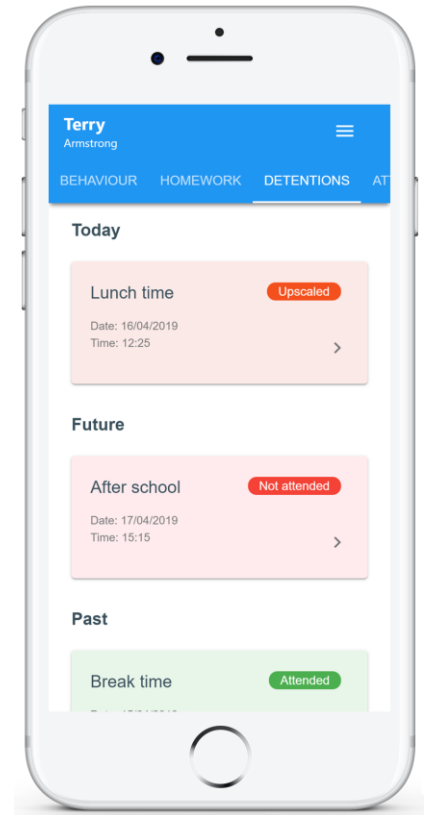 Terry
Armstrong
BEHAVIOUR HOMEWORK DETENTIONS AT
Today
Lunch time Upscaled
Date: 16/04/2019
Time: 12:25
Future
After school Not attended
Date: 17/04/2019
Time: 15:15
Past
Break time Attended